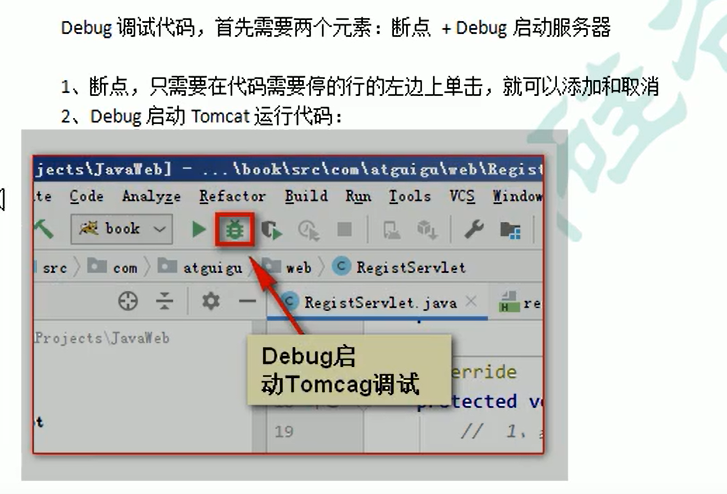 Debug 调试代码，首先需要两个元素：断点 + Debug 启动服务器
1、断点，只需要在代码需要停的行的左边上单击，就可以添加和取消
2、Debug 启动 Tomcat 运行代码：
jects\JavaWeb] - ...\book\src\com\atguigu\web\Regist
te Code Analyze Refactor Build Run Tools VCS Window
book
src com atguigu web RegistServlet
RegistServlet.java re
Projects\JavaWeb
Debug启
动Tomcag调试
erride
protected v
19 // 1、
硅谷